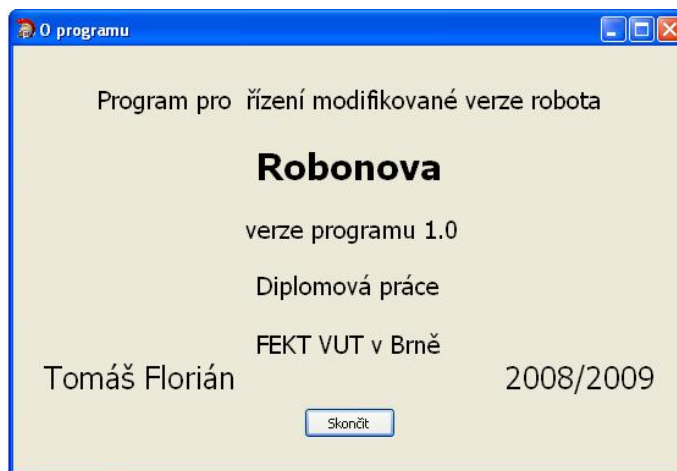 O programu
Program pro řízení modifikované verze robota
Robonova
verze programu 1.0
Diplomová práce
FEKT VUT v Brně
Tomáš Florián 2008/2009
Skončit